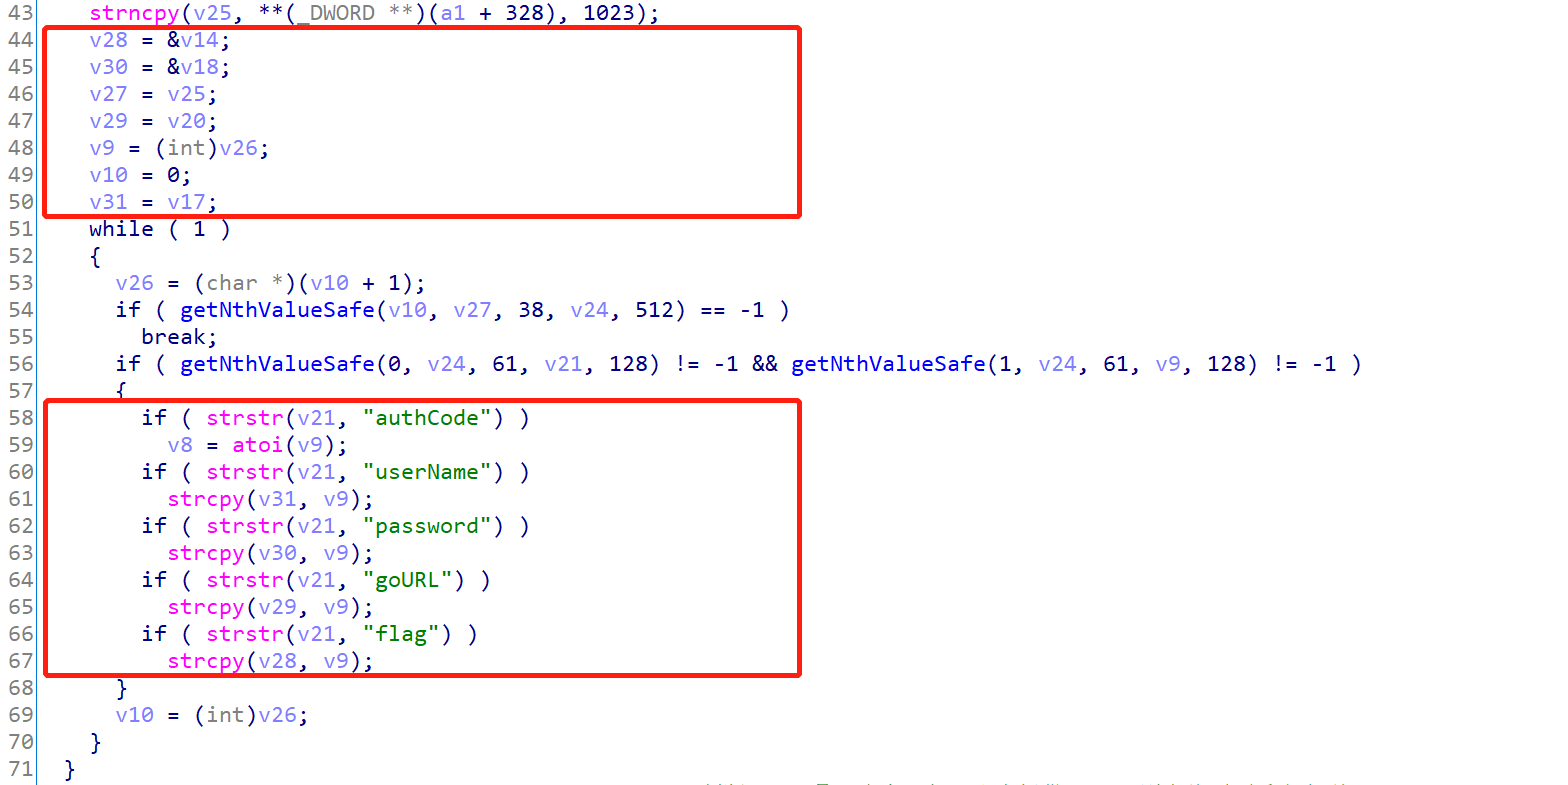 43 strncpy(v25, **(_DWORD **)(a1 + 328), 1023);
44 v28 = &v14;
45 v30 = &v18;
46 v27 = v25;
47 v29 = v20;
48 v9 = (int)v26;
49 v10 = 0;
50 v31 = v17;
51 while ( 1 )
52 {
53 v26 = (char *)(v10 + 1);
54 if ( getNthValueSafe(v10, v27, 38, v24, 512) == -1 )
55 break;
56 if ( getNthValueSafe(0, v24, 61, v21, 128) != -1 && getNthValueSafe(1, v24, 61, v9, 128) != -1 )
57 {
58 if ( strstr(v21, "authCode") )
59 v8 = atoi(v9);
60 if ( strstr(v21, "userName") )
61 strcpy(v31, v9);
62 if ( strstr(v21, "password") )
63 strcpy(v30, v9);
64 if ( strstr(v21, "goURL") )
65 strcpy(v29, v9);
66 if ( strstr(v21, "flag") )
67 strcpy(v28, v9);
68 }
69 v10 = (int)v26;
70 }
71 }